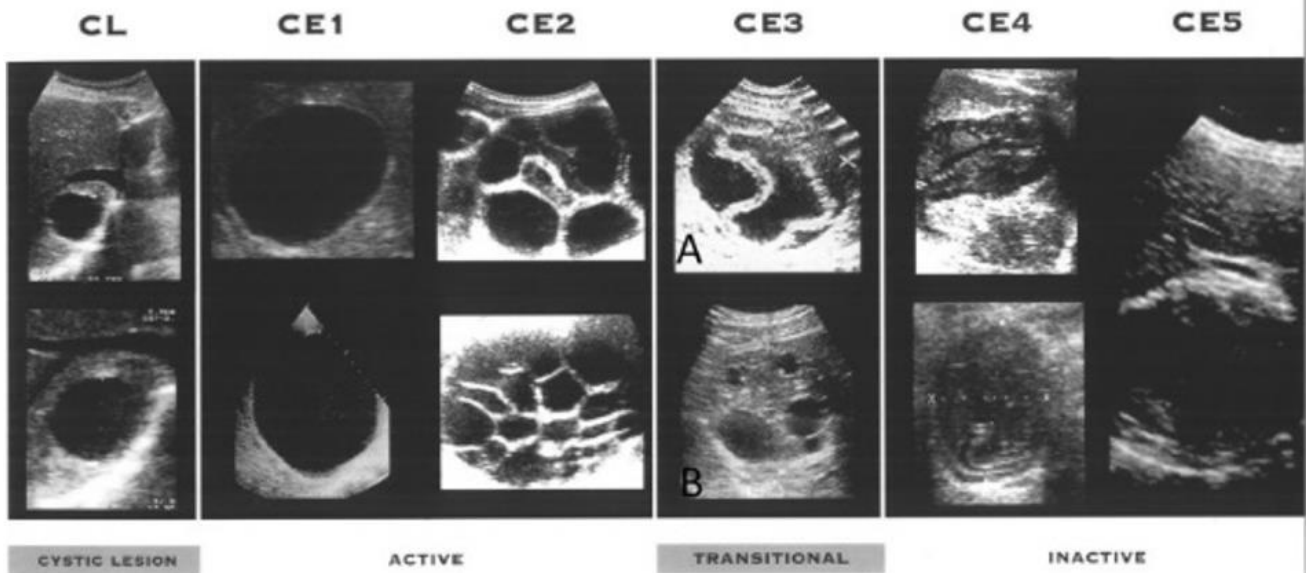 CL CE1 CE2 CE3 CE4 CE5
A
B
CYSTIC LESION ACTIVE TRANSITIONAL INACTIVE